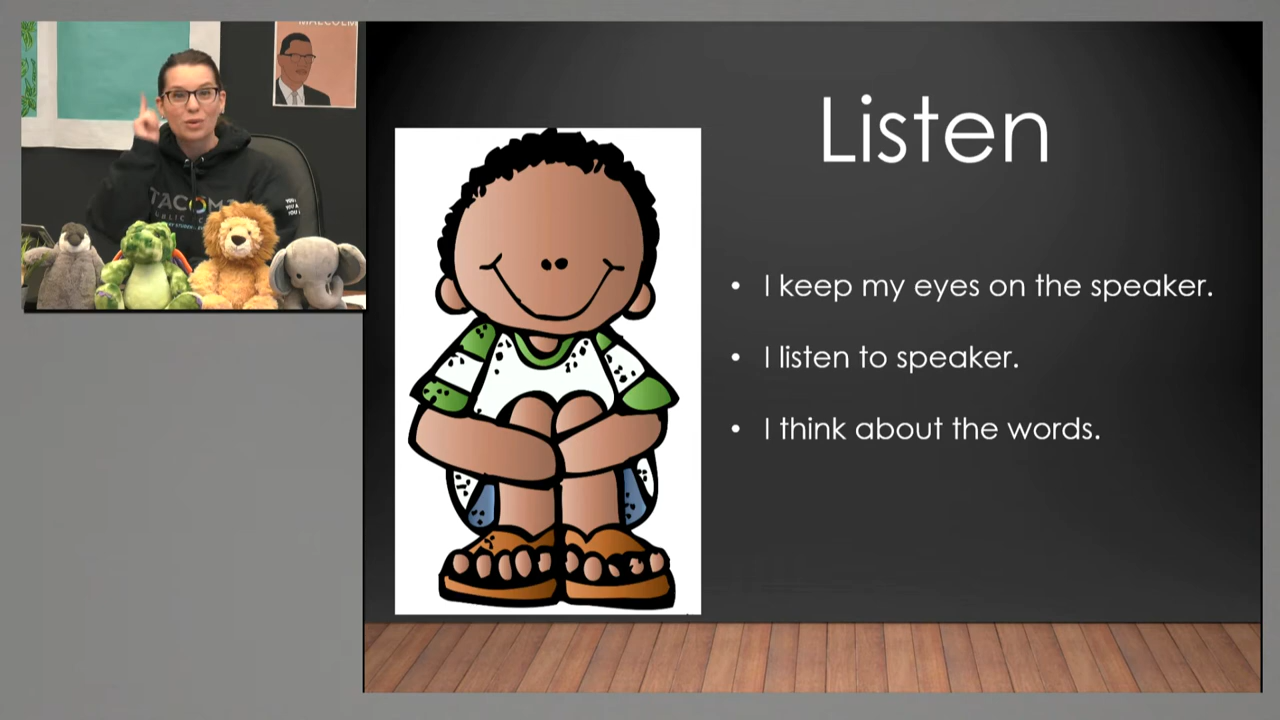 MALCOLM
TACOMA
Listen
• I keep my eyes on the speaker.
• I listen to speaker.
• I think about the words.